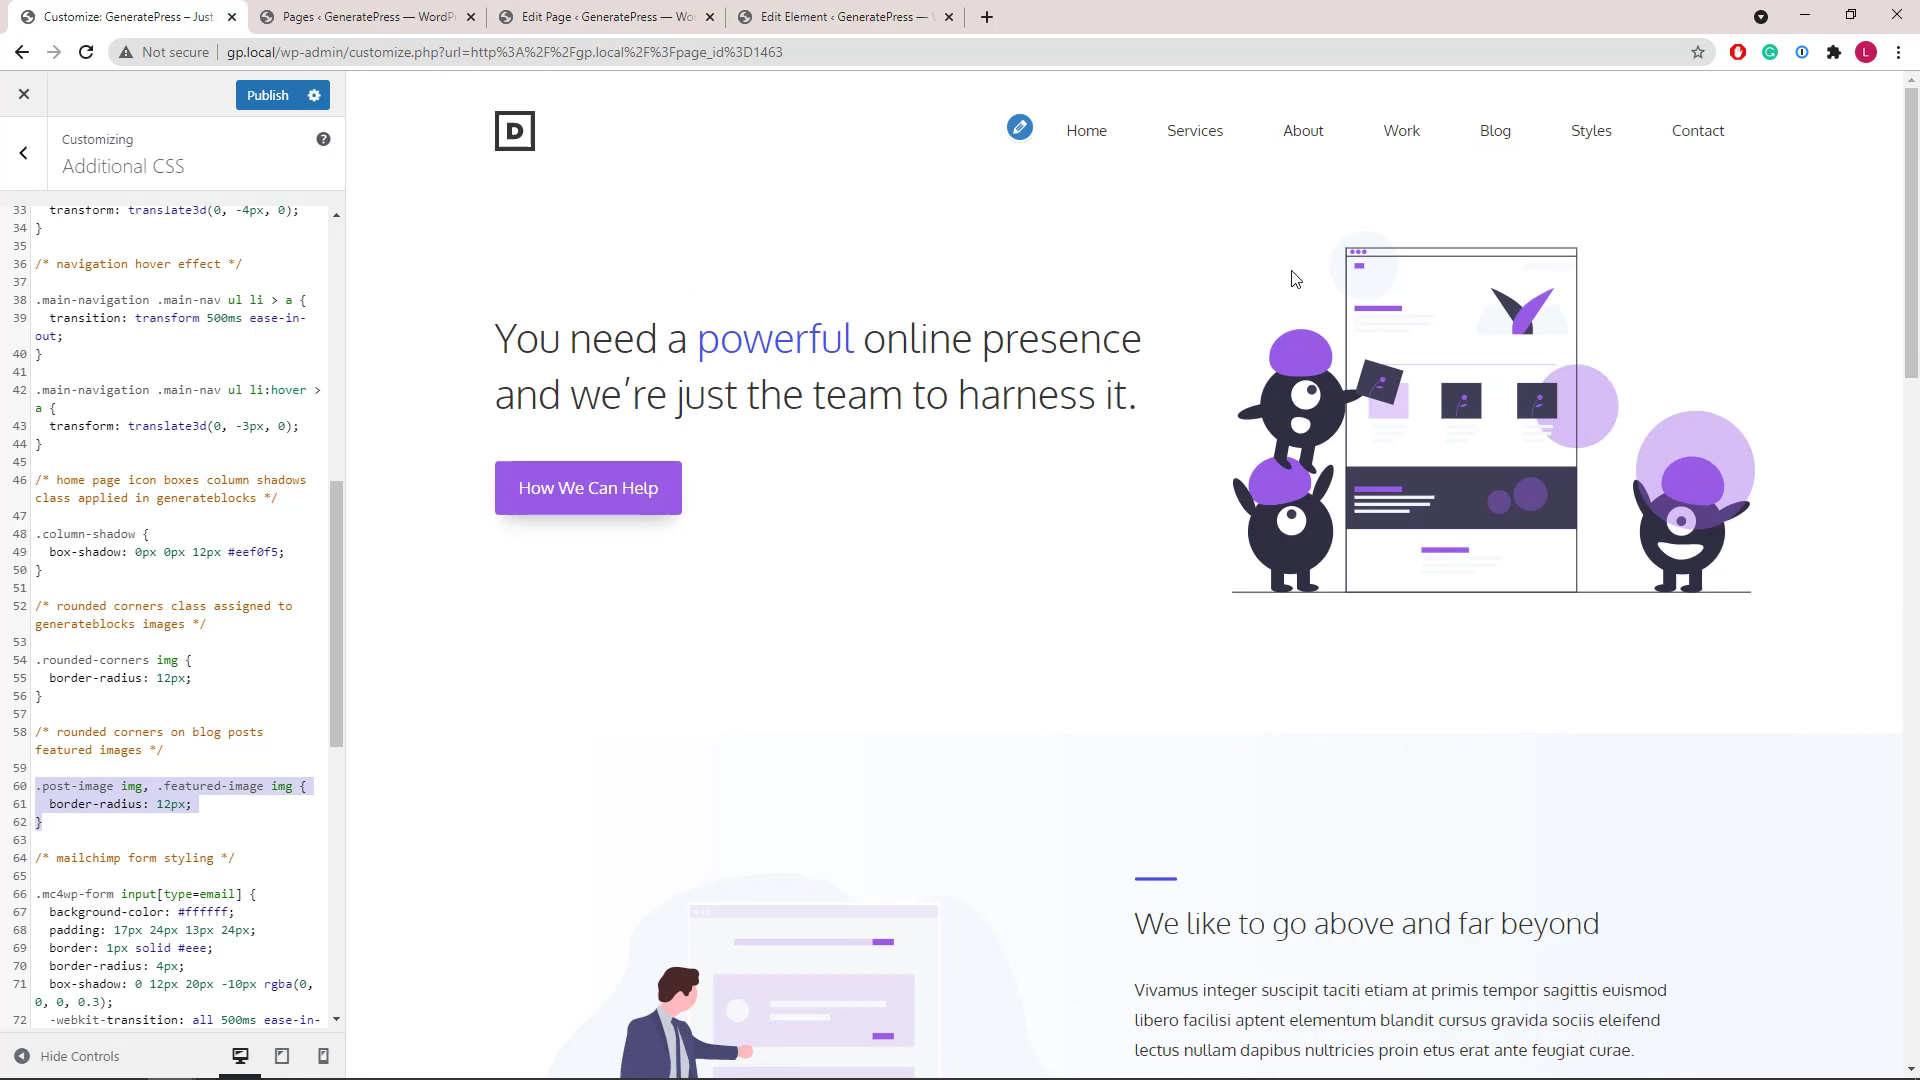 Customize: GeneratePress – Just
Pages ‹ GeneratePress — WordP
Edit Page ‹ GeneratePress — Wo
Edit Element ‹ GeneratePress —
Not secure
gp.local/wp-admin/customize.php?url=http%3A%2F%2Fgp.local%2F%3Fpage_id%3D1463
L
Publish
Customizing
Additional CSS
33 transform: translate3d(0, -4px, 0);
34 }
35
36 /* navigation hover effect */
37
38 .main-navigation .main-nav ul li > a {
39 transition: transform 500ms ease-in-
out;
40 }
41
42 .main-navigation .main-nav ul li:hover >
a {
43 transform: translate3d(0, -3px, 0);
44 }
45
46 /* home page icon boxes column shadows
class applied in generateblocks */
47
48 .column-shadow {
49 box-shadow: 0px 0px 12px #eef0f5;
50 }
51
52 /* rounded corners class assigned to
generateblocks images */
53
54 .rounded-corners img {
55 border-radius: 12px;
56 }
57
58 /* rounded corners on blog posts
featured images */
59
60 .post-image img, .featured-image img {
61 border-radius: 12px;
62 }
63
64 /* mailchimp form styling */
65
66 .mc4wp-form input[type=email] {
67 background-color: #ffffff;
68 padding: 17px 24px 13px 24px;
69 border: 1px solid #eee;
70 border-radius: 4px;
71 box-shadow: 0 12px 20px -10px rgba(0,
0, 0, 0.3);
72 -webkit-transition: all 500ms ease-in-
Hide Controls
D
Home
Services
About
Work
Blog
Styles
Contact
You need a powerful online presence
and we're just the team to harness it.
How We Can Help
We like to go above and far beyond
Vivamus integer suscipit taciti etiam at primis tempor sagittis euismod
libero facilisi aptent elementum blandit cursus gravida sociis eleifend
lectus nullam dapibus nultricies proin etus erat ante feugiat curae.